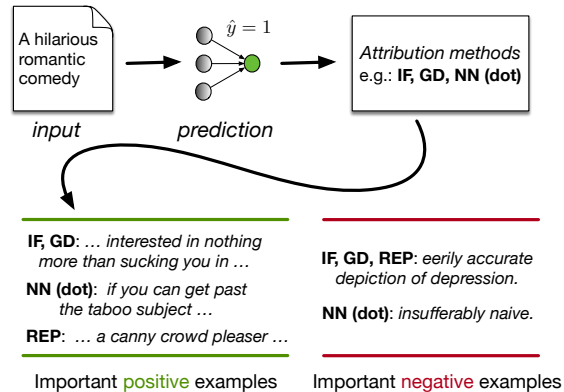 A hilarious
romantic
comedy
ŷ = 1
Attribution methods
e.g.: IF, GD, NN (dot)
input
prediction
IF, GD: … interested in nothing
more than sucking you in …
NN (dot): if you can get past
the taboo subject …
REP: … a canny crowd pleaser …
Important positive examples
IF, GD, REP: eerily accurate
depiction of depression.
NN (dot): insufferably naive.
Important negative examples